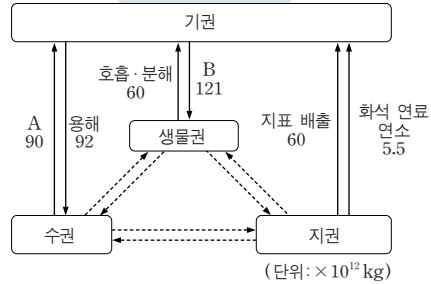 기권
호흡·분해
60
B
121
A
90
용해
92
생물권
지표 배출
60
화석 연료
연소
5.5
수권
지권
(단위:×10¹² kg)